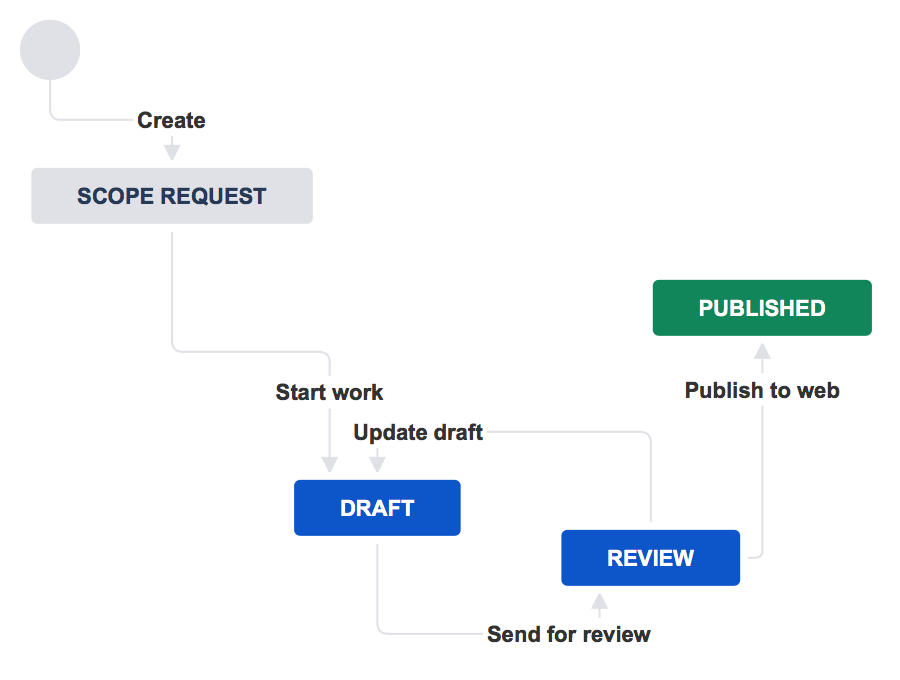 Create
SCOPE REQUEST
PUBLISHED
Start work
Publish to web
Update draft
DRAFT
REVIEW
Send for review